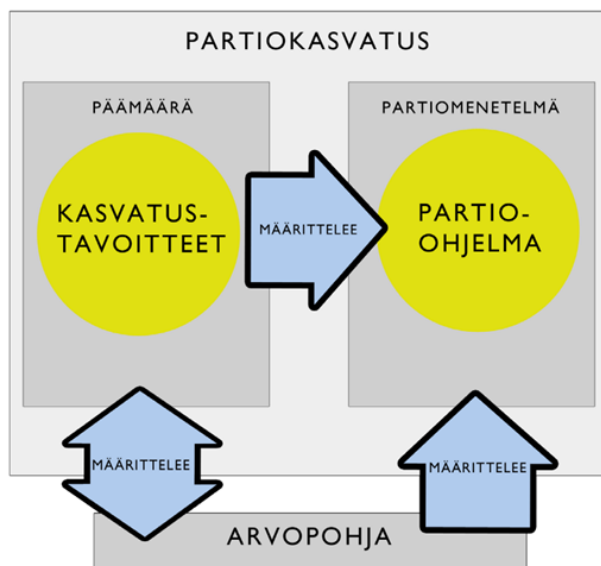 PARTIOKASVATUS
PÄÄMÄÄRÄ
PARTIOMENETELMÄ
KASVATUS-
TAVOITTEET
MÄÄRITTELEE
PARTIO-
OHJELMA
MÄÄRITTELEE
MÄÄRITTELEE
ARVOPOHJA